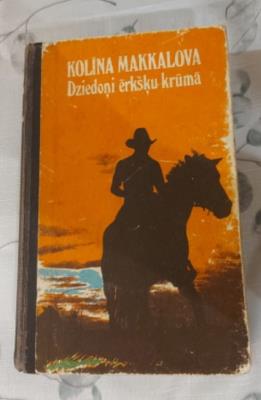 KOLĪNA MAKKALOVA
Dziedoņi ērkšķu krūmā